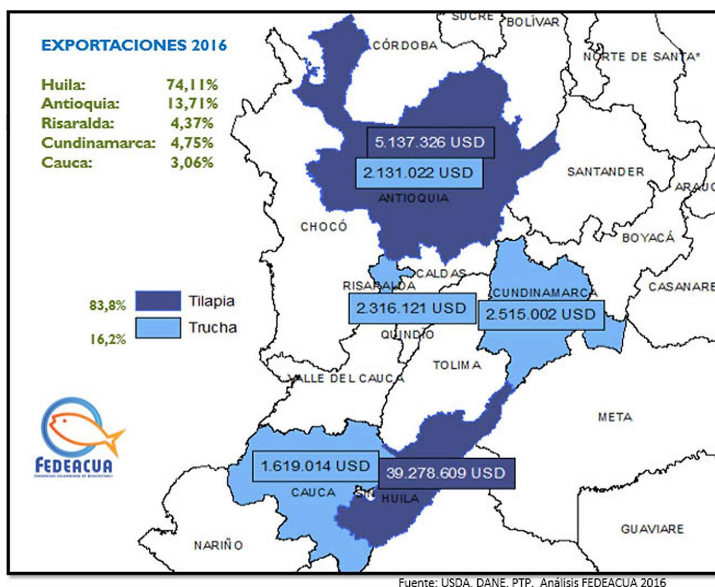 EXPORTACIONES 2016
Huila: 74,11%
Antioquia: 13,71%
Risaralda: 4,37%
Cundinamarca: 4,75%
Cauca: 3,06%
SUCRE
BOLÍVAR
CÓRDOBA
NORTE DE SANTA*
5.137.326 USD
2.131.022 USD
ANTIOQUIA
SANTANDER
ARAUC
CHOCÓ
BOYACÁ
CALDAS
RISARALDA
CUNDINAMARCA
CASANARE
83,8% Tilapia
2.316.121 USD
2.515.002 USD
16,2% Trucha
QUINDÍO
TOLIMA
VALLE DEL CAUCA
META
FEDEACUA
1.619.014 USD
39.278.609 USD
CAUCA
HUILA
GUAVIARE
NARIÑO
Fuente: USDA, DANE, PTP, Análisis FEDEACUA 2016